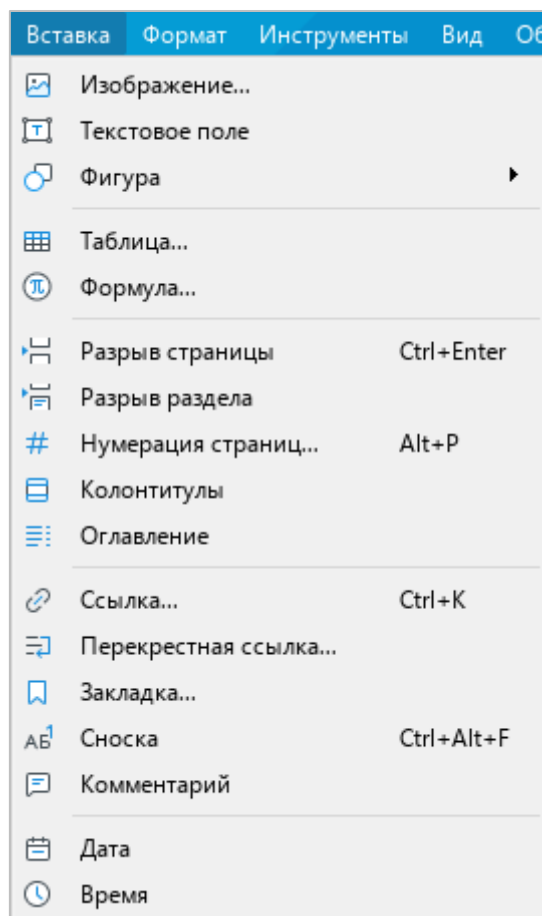 Вставка Формат Инструменты Вид Об
Изображение...
Текстовое поле
Фигура
Таблица...
Формула...
Разрыв страницы Ctrl+Enter
Разрыв раздела
Нумерация страниц... Alt+P
Колонтитулы
Оглавление
Ссылка... Ctrl+K
Перекрестная ссылка...
Закладка...
Сноска Ctrl+Alt+F
Комментарий
Дата
Время